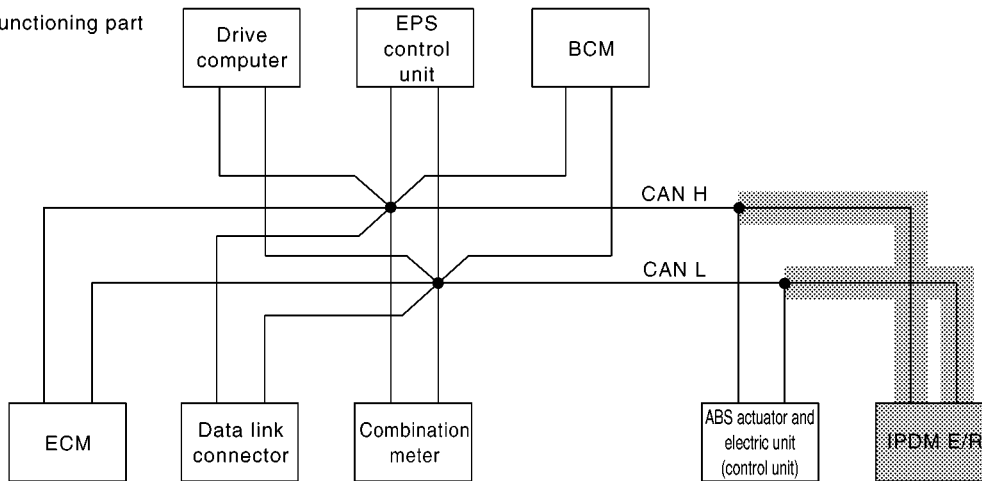 unctioning part
Drive
computer
EPS
control
unit
BCM
CAN H
CAN L
ECM
Data link
connector
Combination
meter
ABS actuator and
electric unit
(control unit)
IPDM E/R